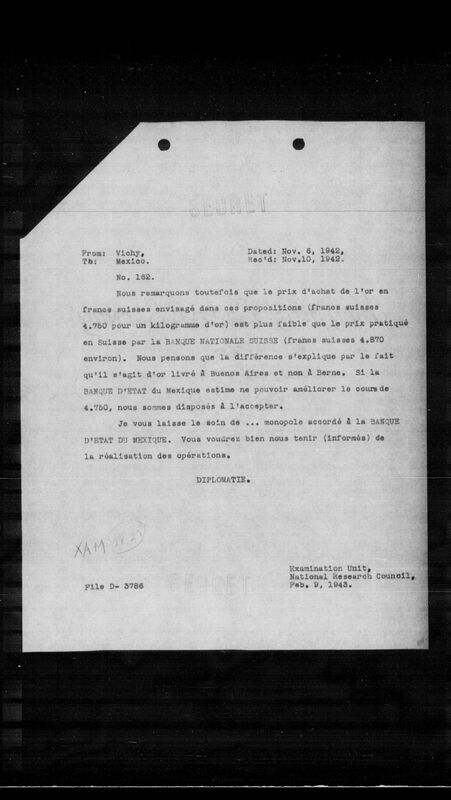 SECRET
From: Vichy, Dated: Nov. 5, 1942,
To: Mexico. Rec'd: Nov.10, 1942.
No. 162.
Nous remarquons toutefois que le prix d'achat de l'or en
francs suisses envisagé dans ces propositions (francs suisses
4.750 pour un kilogramme d'or) est plus faible que le prix pratiqué
en Suisse par la BANQUE NATIONALE SUISSE (francs suisses 4.870
environ). Nous pensons que la différence s'explique par le fait
qu'il s'agit d'or livré à Buenos Aires et non à Berne. Si la
BANQUE D'ETAT du Mexique estime ne pouvoir améliorer le cours de
4.750, nous sommes disposés à l'accepter.
Je vous laisse le soin de ... monopole accordé à la BANQUE
D'ETAT DU MEXIQUE. Vous voudrez bien nous tenir (informés) de
la réalisation des opérations.
DIPLOMATIE.
XAM
Examination Unit,
National Research Council,
File D- 3786 Feb. 9, 1943.